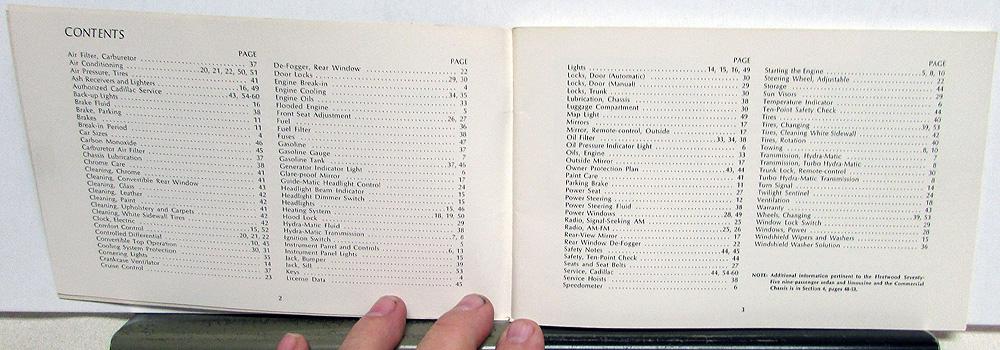 CONTENTS
PAGE
Air Filter, Carburetor 37
Air Conditioning 20, 21, 22, 50, 51
Air Pressure, Tires 41
Ash Receivers and Lighters 16, 49
Authorized Cadillac Service 43, 54-60
Back-up Lights 16
Brake Fluid 38
Brake, Parking 11
Brakes 11
Break-in Period 4
Car Sizes 46
Carbon Monoxide 45
Carburetor Air Filter 37
Chassis Lubrication 38
Chrome Care 41
Cleaning, Chrome 41
Cleaning, Convertible Rear Window 43
Cleaning, Glass 42
Cleaning, Leather 42
Cleaning, Paint 41
Cleaning, Upholstery and Carpets 42
Cleaning, White Sidewall Tires 42
Clock, Electric 15, 52
Comfort Control 20, 21, 22
Controlled Differential 10, 45
Convertible Top Operation 30, 31
Cooling System Protection 35
Cornering Lights 14
Crankcase Ventilator 37
Cruise Control 23
2
PAGE
De-Fogger, Rear Window 22
Door Locks 29, 30
Engine Break-in 4
Engine Cooling 34, 35
Engine Oils 33
Flooded Engine 5
Front Seat Adjustment 26, 27
Fuel 36
Fuel Filter 38
Fuses 47
Gasoline
Gasoline Gauge 7
Gasoline Tank 37, 46
Generator Indicator Light 6
Glare-proof Mirror 17
Guide-Matic Headlight Control 24
Headlight Beam Indicator 15
Headlight Dimmer Switch 15
Headlights 15, 46
Heating System 18, 19, 50
Hood Lock 29
Hydra-Matic Fluid 38
Hydra-Matic Transmission 7, 8
Ignition Switch 6
Instrument Panel and Controls 6, 13
Instrument Panel Lights 15
Jack, Bumper 39
Jack, Sill 53
Keys 4
License Data 45
PAGE
Lights 14, 15, 16, 49
Locks, Door (Automatic) 30
Locks, Door (Manual) 29
Locks, Trunk 30
Lubrication, Chassis 38
Luggage Compartment 30
Map Light 49
Mirrors 17
Mirror, Remote-control, Outside 17
Oil Filter 33, 34, 38
Oil Pressure Indicator Light 6
Oils, Engine 33
Outside Mirror 17
Owner Protection Plan 43, 44
Paint Care 41
Parking Brake 11
Power Seat 27
Power Steering 12
Power Steering Fluid 38
Power Windows 28, 49
Radio, Signal-Seeking AM 25
Radio, AM-FM 25, 26
Rear-View Mirror 17
Rear Window De-Fogger 22
Safety Notes 44, 45
Safety, Ten-Point Check 44
Seats and Seat Belts 27
Service, Cadillac 44, 54-60
Service Hoists 38
Speedometer 6
3
PAGE
Starting the Engine 5, 8, 10
Steering Wheel, Adjustable
Storage 44
Sun Visors 29
Temperature Indicator 6
Ten-Point Safety Check 44
Tires 40
Tires, Changing 39, 53
Tires, Cleaning White Sidewall 42
Tires, Rotation 40
Towing 8, 10
Transmission, Hydra-Matic 7
Transmission, Turbo Hydra-Matic 8
Trunk Lock, Remote-control 30
Turbo Hydra-Matic Transmission 8
Turn Signal 14
Twilight Sentinel 24
Ventilation 18
Warranty 43
Wheels, Changing 39, 53
Window Lock Switch 29
Windows, Power 28
Windshield Wipers and Washers 15
Windshield Washer Solution 36
NOTE: Additional information pertinent to the Fleetwood Seventy-
Five nine-passenger sedan and limousine and the Commercial
Chassis is in Section 4, pages 48-53.